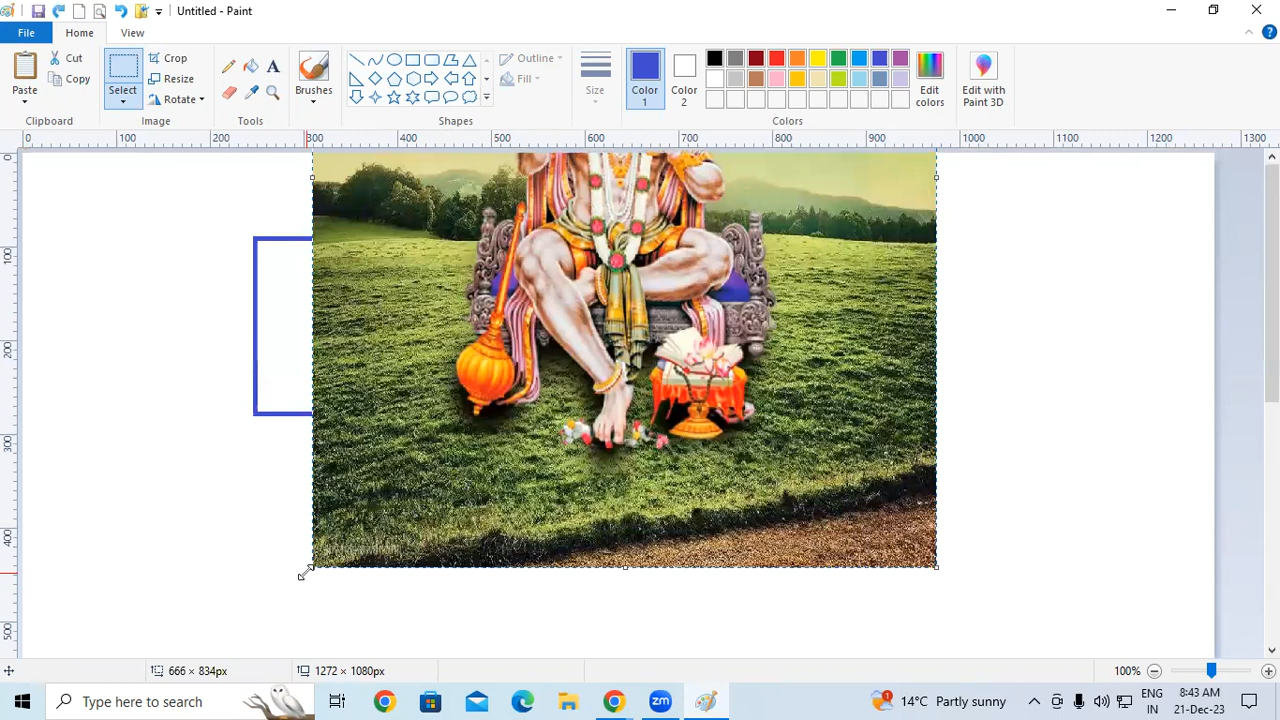 Untitled - Paint
File
Home
View
Paste
Cut
Copy
Clipboard
Select
Crop
Resize
Rotate
Image
A
Tools
Brushes
Outline
Fill
Shapes
Size
Color
1
Color
2
Edit
colors
Colors
Edit with
Paint 3D
0 100 200 300 400 500 600 700 800 900 1000 1100 1200 1300
0
100
200
300
400
500
666 × 834px
1272 × 1080px
100%
Type here to search
zm
1
14°C Partly sunny
ENG
IN
8:43 AM
21-Dec-23